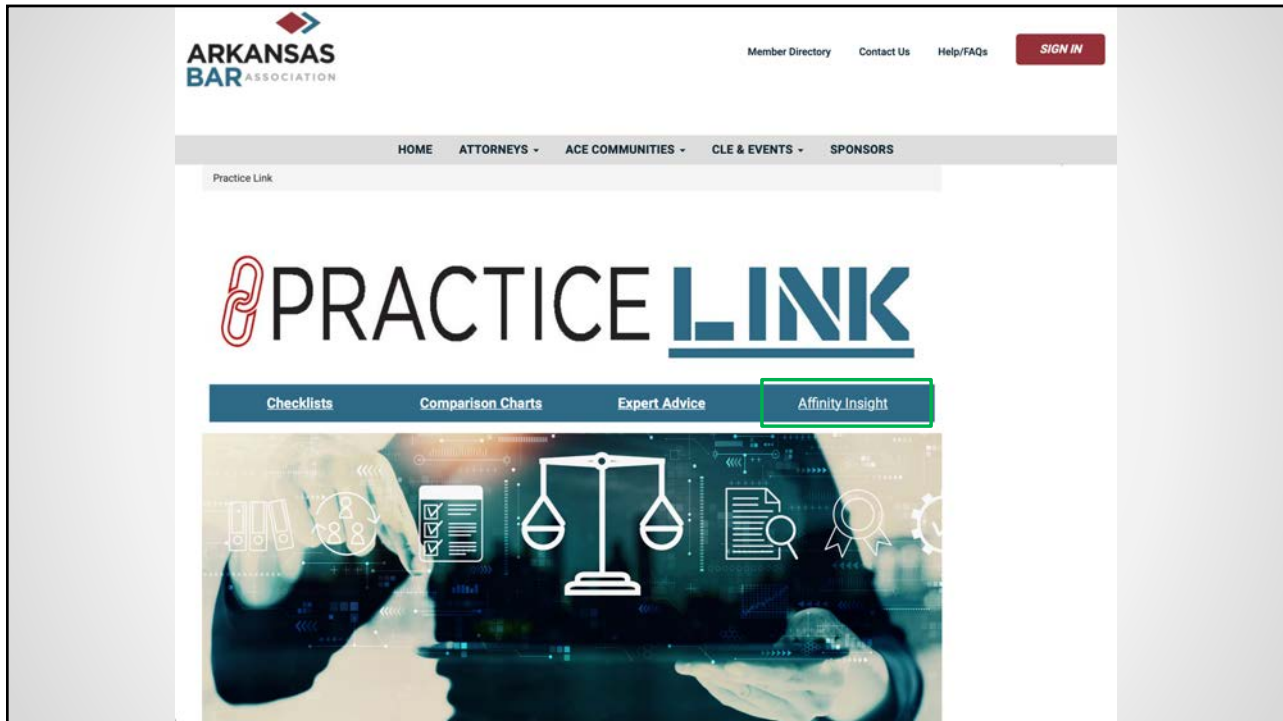 ARKANSAS
BAR ASSOCIATION
Member Directory Contact Us Help/FAQs SIGN IN
HOME ATTORNEYS ACE COMMUNITIES CLE & EVENTS SPONSORS
Practice Link
PRACTICE LINK
Checklists Comparison Charts Expert Advice Affinity Insight